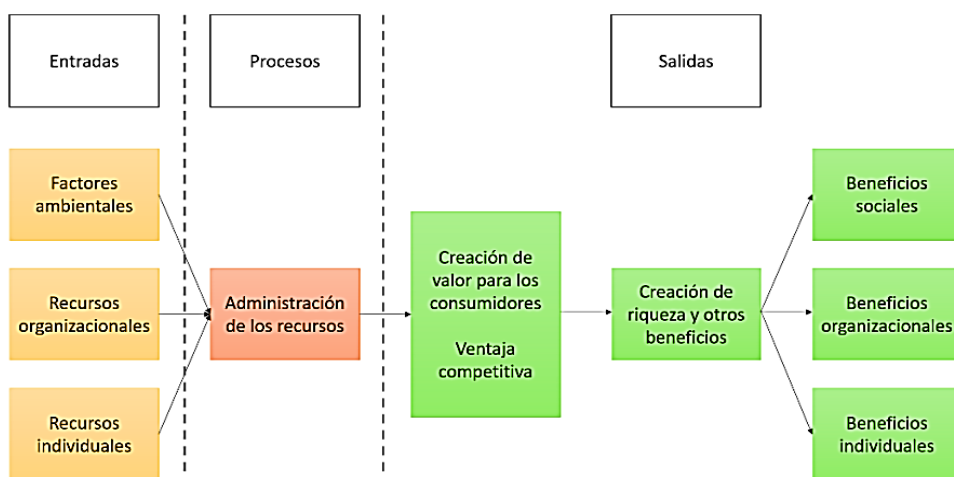 Entradas
Procesos
Salidas
Factores
ambientales
Recursos
organizacionales
Recursos
individuales
Administración
de los recursos
Creación de
valor para los
consumidores
Ventaja
competitiva
Creación de
riqueza y otros
beneficios
Beneficios
sociales
Beneficios
organizacionales
Beneficios
individuales